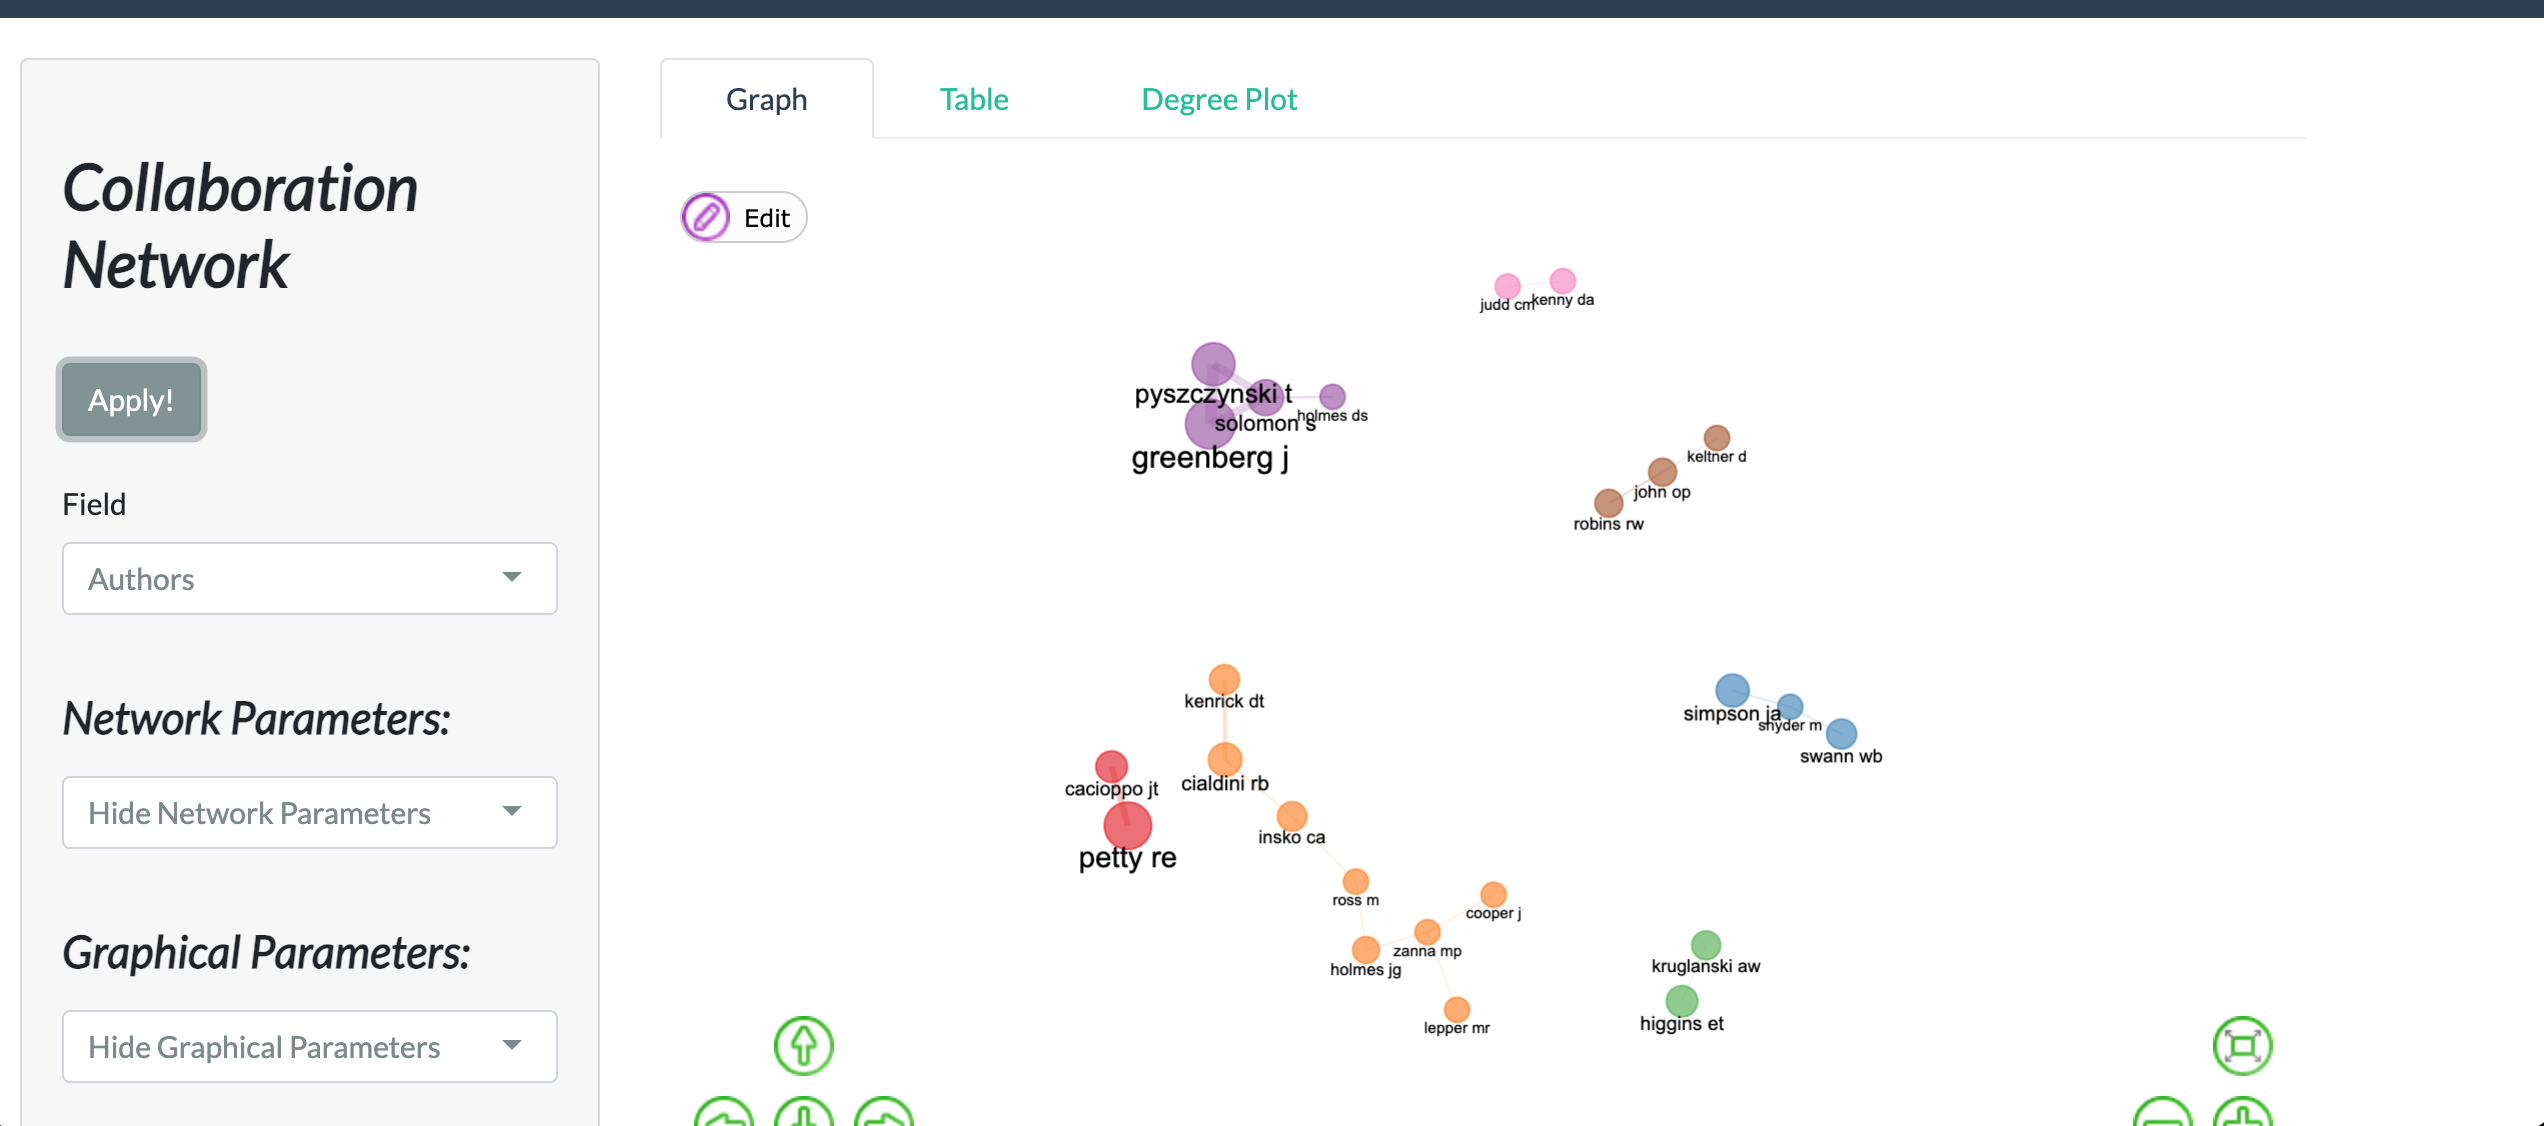 Collaboration
Network
Apply!
Field
Authors
Network Parameters:
Hide Network Parameters
Graphical Parameters:
Hide Graphical Parameters
Graph
Table
Degree Plot
Edit
judd cm
kenny da
pyszczynski t
solomon s
holmes ds
greenberg j
keltner d
john op
robins rw
kenrick dt
cialdini rb
cacioppo jt
petty re
insko ca
ross m
cooper j
zanna mp
holmes jg
lepper mr
simpson ja
snyder m
swann wb
kruglanski aw
higgins et